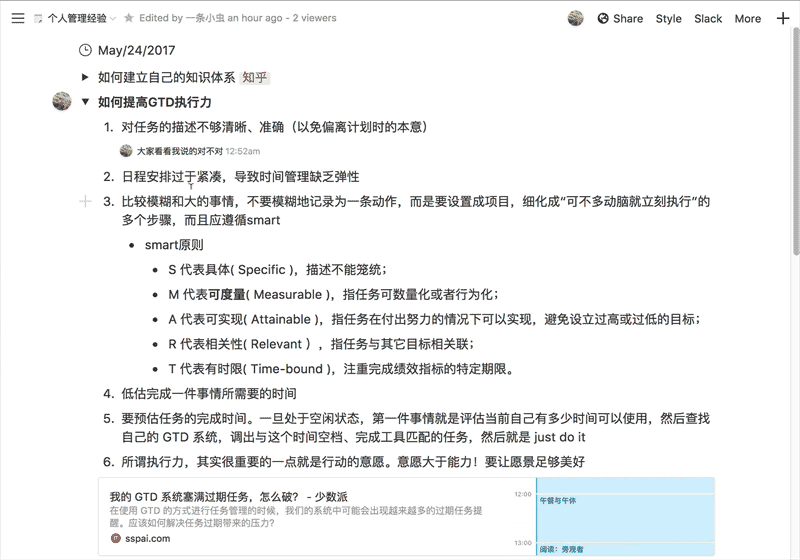 个人管理经验 Edited by 一条小虫 an hour ago - 2 viewers Share Style Slack More
May/24/2017
如何建立自己的知识体系 知乎
如何提高GTD执行力
1. 对任务的描述不够清晰、准确（以免偏离计划时的本意）
大家看看我说的对不对 12:52am
2. 日程安排过于紧凑，导致时间管理缺乏弹性
3. 比较模糊和大的事情，不要模糊地记录为一条动作，而是要设置成项目，细化成“可不多动脑就立刻执行”的
多个步骤，而且应遵循smart
• smart原则
• S 代表具体( Specific )，描述不能笼统；
• M 代表可度量( Measurable )，指任务可数量化或者行为化；
• A 代表可实现( Attainable )，指任务在付出努力的情况下可以实现，避免设立过高或过低的目标；
• R 代表相关性( Relevant ) ，指任务与其它目标相关联；
• T 代表有时限( Time-bound )，注重完成绩效指标的特定期限。
4. 低估完成一件事情所需要的时间
5. 要预估任务的完成时间。一旦处于空闲状态，第一件事情就是评估当前自己有多少时间可以使用，然后查找
自己的 GTD 系统，调出与这个时间空档、完成工具匹配的任务，然后就是 just do it
6. 所谓执行力，其实很重要的一点就是行动的意愿。意愿大于能力！要让愿景足够美好
我的 GTD 系统塞满过期任务，怎么破？ - 少数派
在使用 GTD 的方式进行任务管理的时候，我们的系统中可能会出现越来越多的过期任务提
醒。应该如何解决任务过期带来的压力？
sspai.com
12:00
午餐与午休
13:00
阅读：旁观者